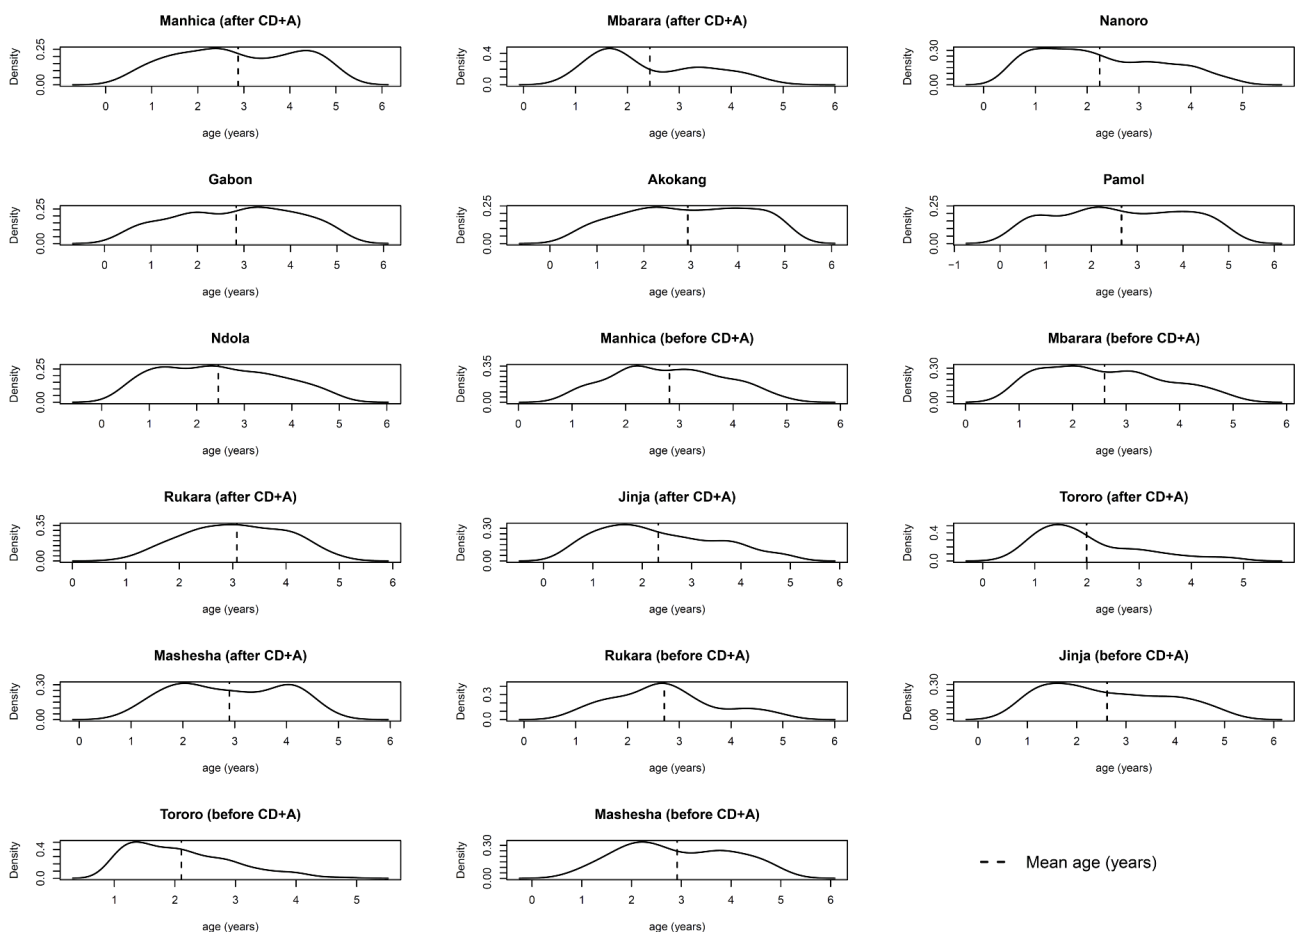 Manhica (after CD+A)
Density
0.00
0.25
0 1 2 3 4 5 6
age (years)
Mbarara (after CD+A)
Density
0.0
0.4
0 1 2 3 4 5 6
age (years)
Nanoro
Density
0.00
0.30
0 1 2 3 4 5
age (years)
Gabon
Density
0.00
0.25
0 1 2 3 4 5 6
age (years)
Akokang
Density
0.00
0.25
0 1 2 3 4 5 6
age (years)
Pamol
Density
0.00
0.25
−1 0 1 2 3 4 5 6
age (years)
Ndola
Density
0.00
0.25
0 1 2 3 4 5 6
age (years)
Manhica (before CD+A)
Density
0.00
0.35
0 1 2 3 4 5 6
age (years)
Mbarara (before CD+A)
Density
0.00
0.30
0 1 2 3 4 5 6
age (years)
Rukara (after CD+A)
Density
0.00
0.35
0 1 2 3 4 5 6
age (years)
Jinja (after CD+A)
Density
0.00
0.30
0 1 2 3 4 5 6
age (years)
Tororo (after CD+A)
Density
0.0
0.4
0 1 2 3 4 5
age (years)
Mashesha (after CD+A)
Density
0.00
0.30
0 1 2 3 4 5 6
age (years)
Rukara (before CD+A)
Density
0.0
0.3
0 1 2 3 4 5 6
age (years)
Jinja (before CD+A)
Density
0.00
0.30
0 1 2 3 4 5 6
age (years)
Tororo (before CD+A)
Density
0.0
0.4
1 2 3 4 5
age (years)
Mashesha (before CD+A)
Density
0.00
0.30
0 1 2 3 4 5 6
age (years)
Mean age (years)